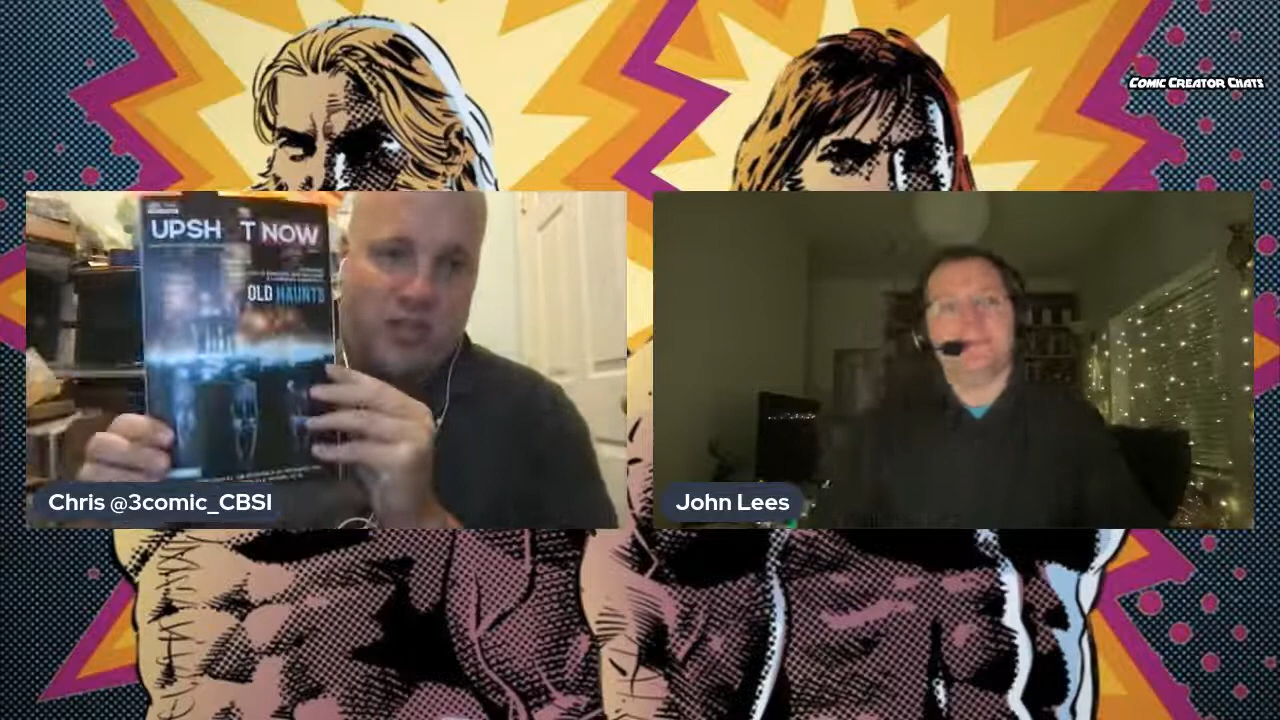 COMIC CREATOR CHATS
UPSH T NOW
OLD HAUNTS
Chris @3comic_CBSI
John Lees